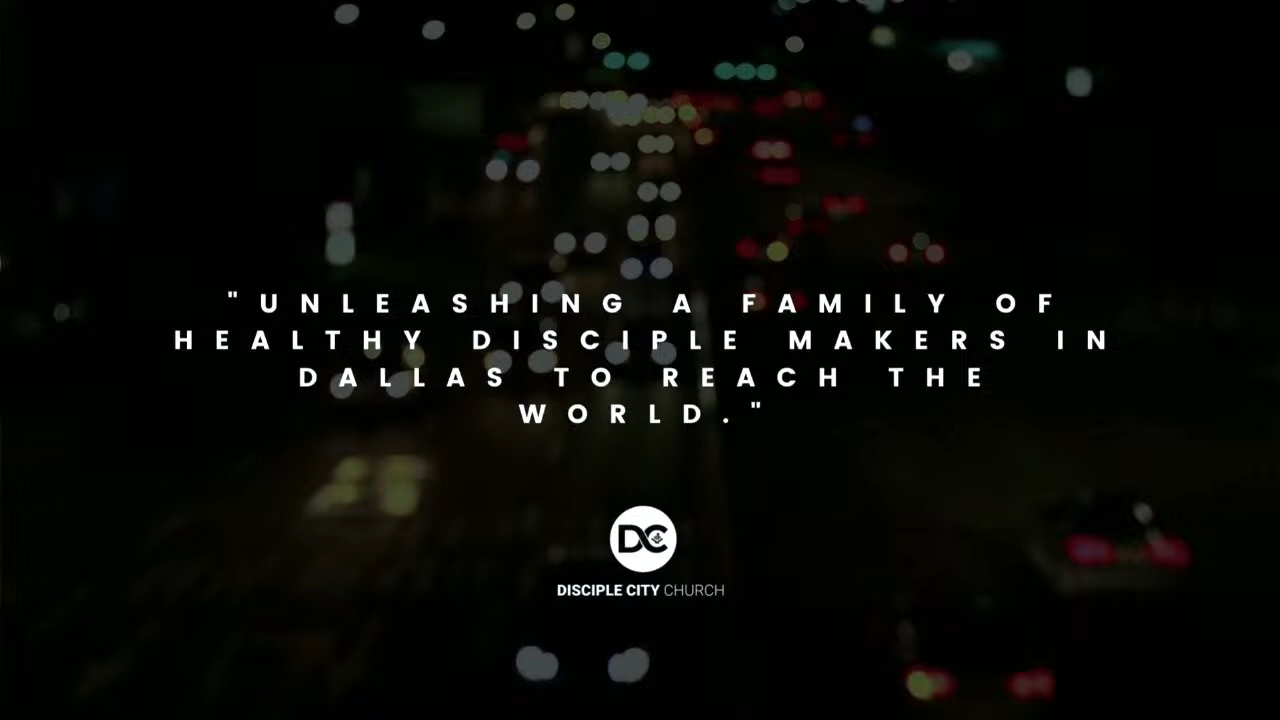 "UNLEASHING A FAMILY OF
HEALTHY DISCIPLE MAKERS IN
DALLAS TO REACH THE
WORLD."
DC
DISCIPLE CITY CHURCH